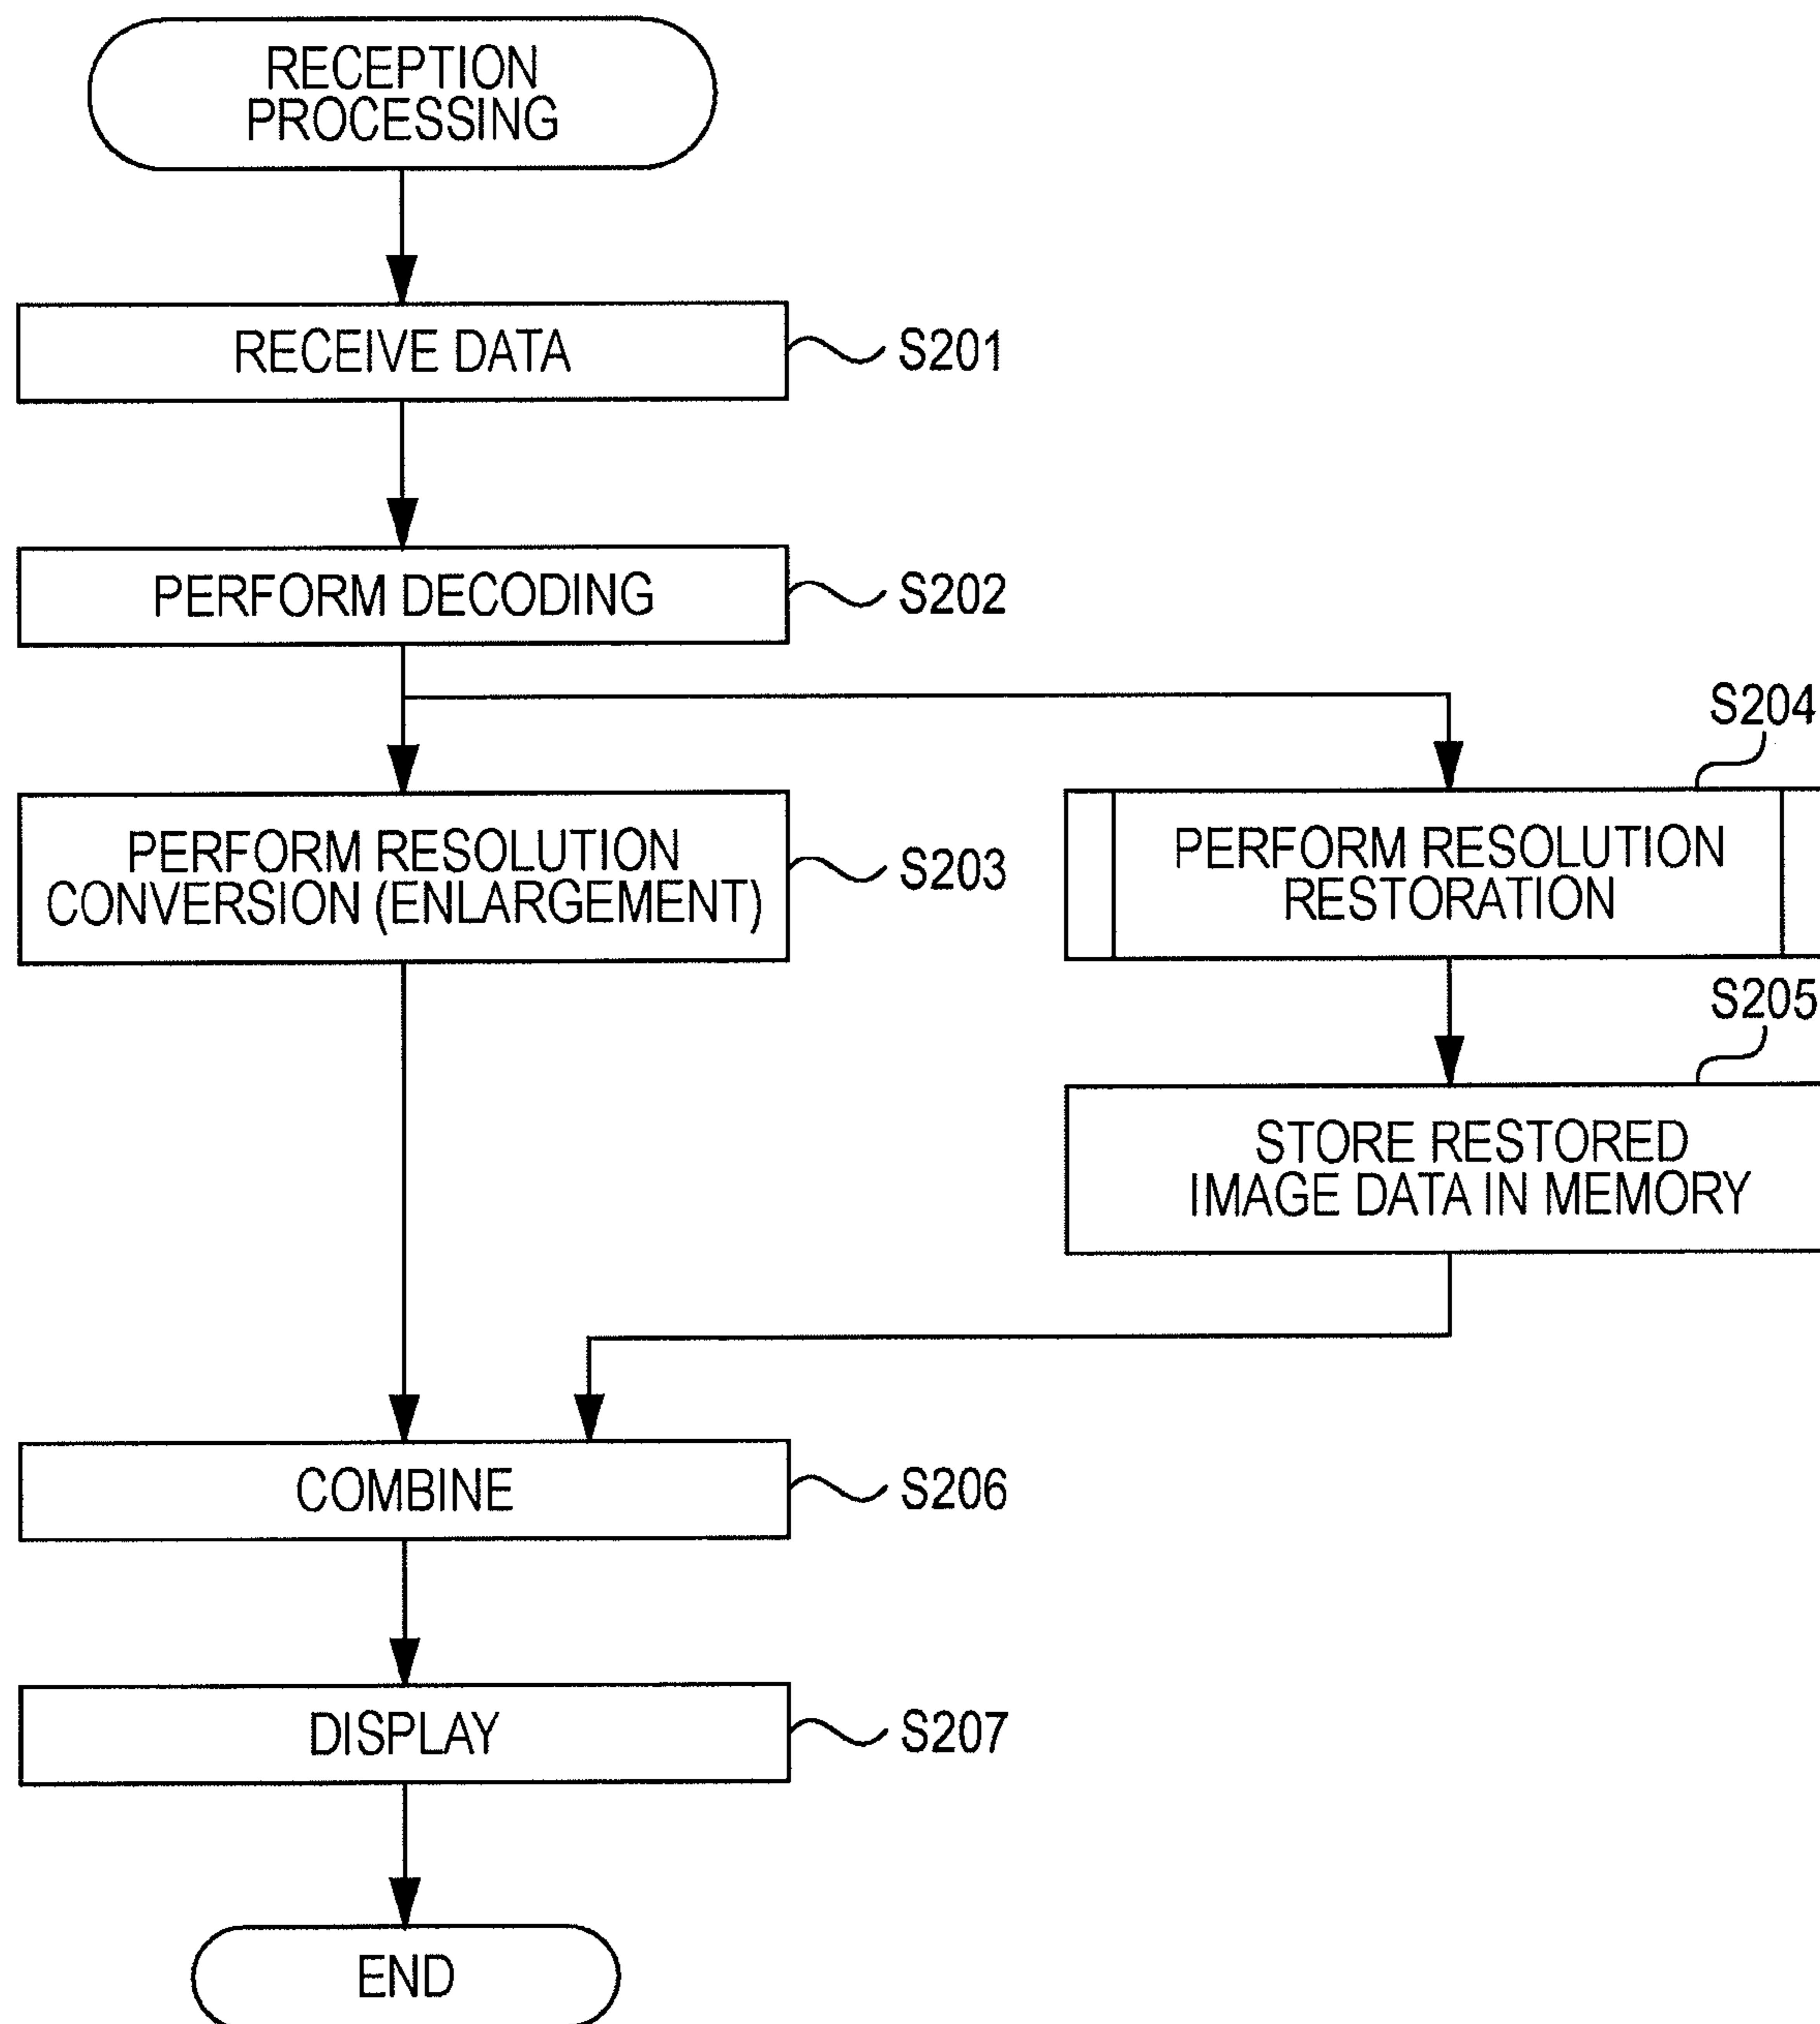 RECEPTION
PROCESSING
RECEIVE DATA
S201
PERFORM DECODING
S202
PERFORM RESOLUTION
CONVERSION (ENLARGEMENT)
S203
S204
PERFORM RESOLUTION
RESTORATION
S205
STORE RESTORED
IMAGE DATA IN MEMORY
COMBINE
S206
DISPLAY
S207
END